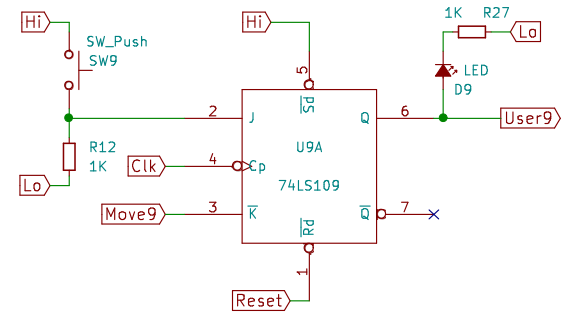 Hi
Hi
1K R27
Lo
SW_Push
SW9
LED
D9
5
PS
2
J
Q
6
User9
U9A
R12
1K
Clk
4
Cp
74LS109
Lo
Move9
3
K
Q
7
Rd
1
Reset